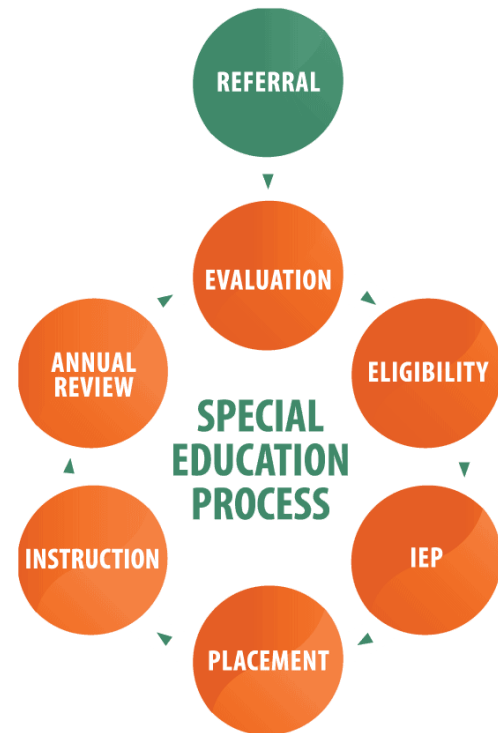 REFERRAL
EVALUATION
ELIGIBILITY
IEP
PLACEMENT
INSTRUCTION
ANNUAL
REVIEW
SPECIAL
EDUCATION
PROCESS